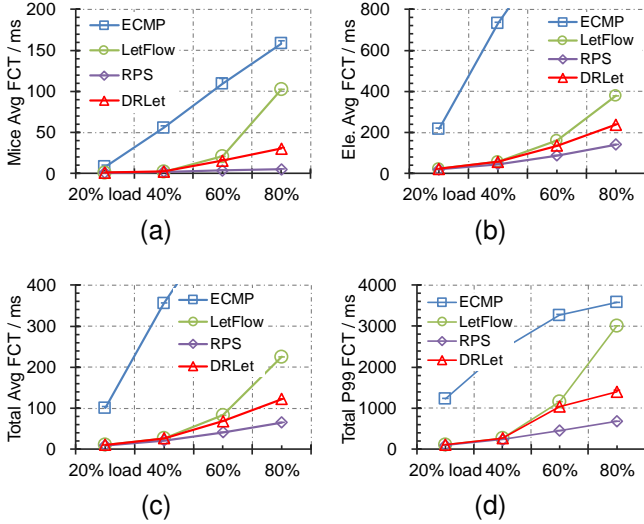 Mice Avg FCT / ms
200
150
100
50
0
ECMP
LetFlow
RPS
DRLet
20% load 40% 60% 80%
(a)
Ele. Avg FCT / ms
800
600
400
200
0
ECMP
LetFlow
RPS
DRLet
20% load 40% 60% 80%
(b)
Total Avg FCT / ms
400
300
200
100
0
ECMP
LetFlow
RPS
DRLet
20% load 40% 60% 80%
(c)
Total P99 FCT / ms
4000
3000
2000
1000
0
ECMP
LetFlow
RPS
DRLet
20% load 40% 60% 80%
(d)